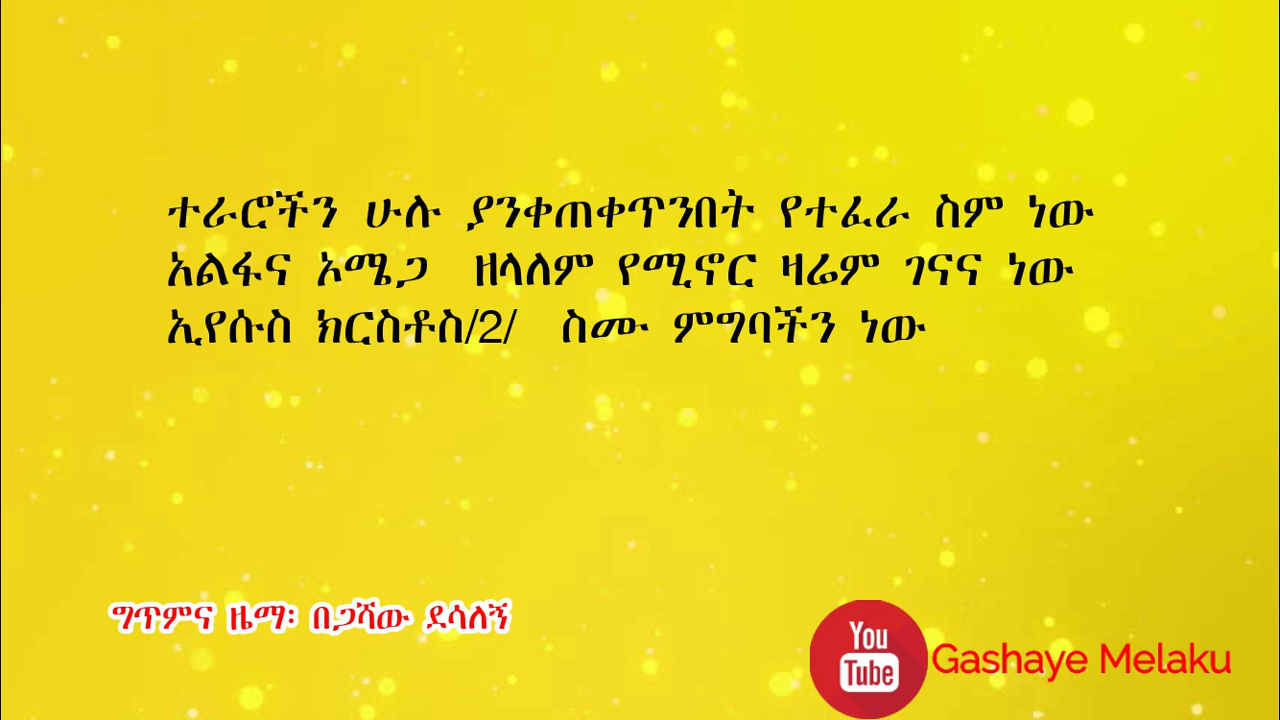 ተራሮችን ሁሉ ያንቀጠቀጥንበት የተፈራ ስም ነው
አልፋና ኦሜጋ ዘላለም የሚኖር ዛሬም ገናና ነው
ኢየሱስ ክርስቶስ/2/ ስሙ ምግባችን ነው
ግጥምና ዜማ፡ በጋሻው ደሳለኝ
You
Tube
Gashaye Melaku